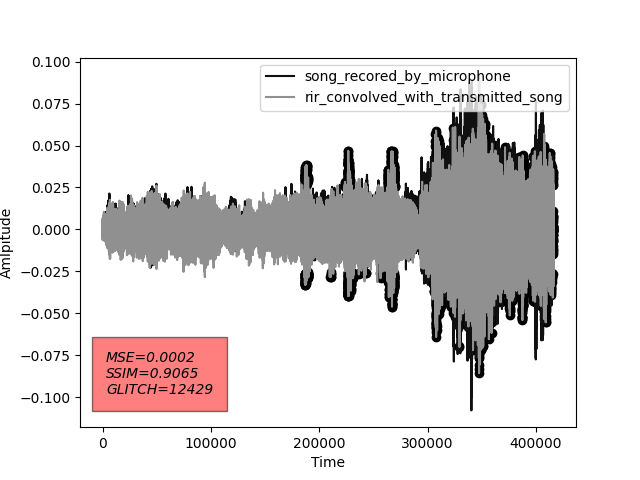 song_recored_by_microphone
rir_convolved_with_transmitted_song
0.100
0.075
0.050
0.025
0.000
−0.025
−0.050
−0.075
−0.100
Amlpitude
MSE=0.0002
SSIM=0.9065
GLITCH=12429
0 100000 200000 300000 400000
Time